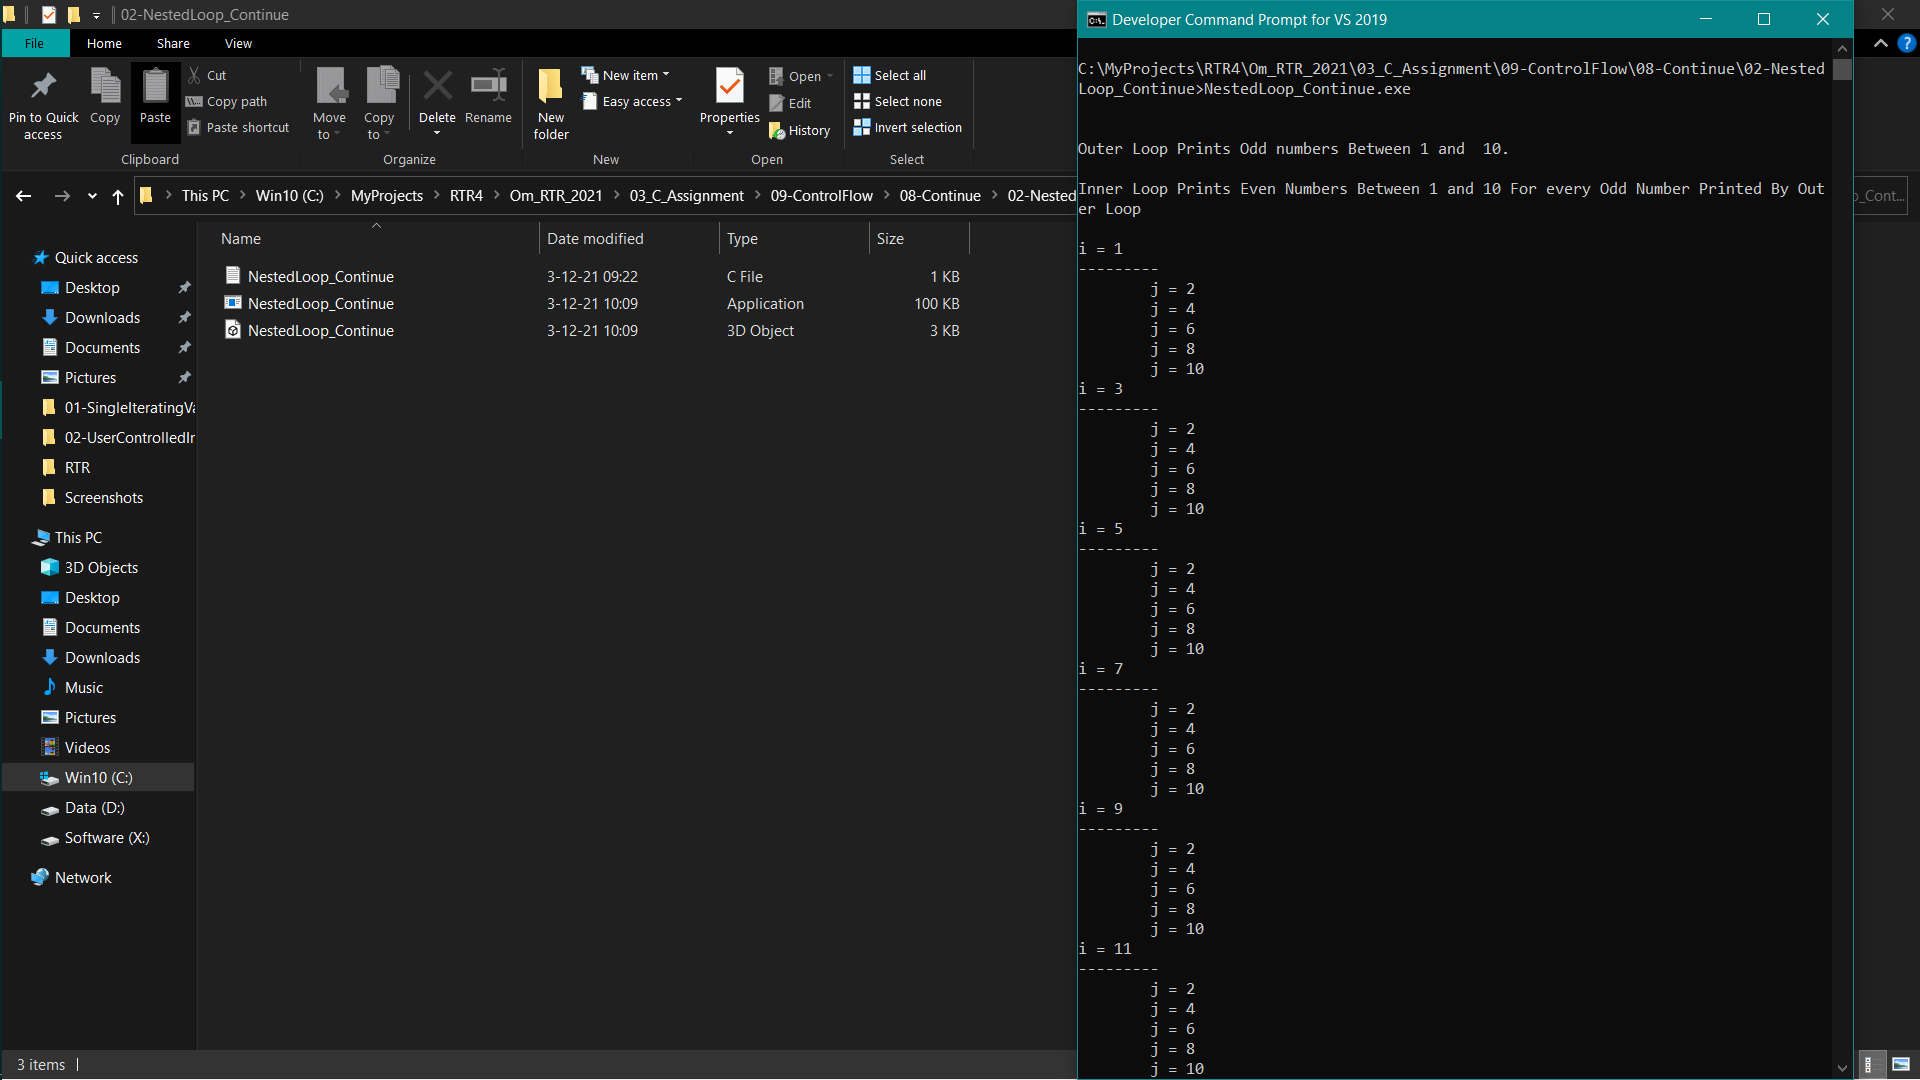 02-NestedLoop_Continue
File Home Share View
Pin to Quick access
Copy
Paste
Cut
Copy path
Paste shortcut
Clipboard
Move to
Copy to
Delete
Rename
Organize
New folder
New item
Easy access
New
Properties
Open
Edit
History
Open
Select all
Select none
Invert selection
Select
This PC > Win10 (C:) > MyProjects > RTR4 > Om_RTR_2021 > 03_C_Assignment > 09-ControlFlow > 08-Continue > 02-Nested
Name Date modified Type Size
NestedLoop_Continue 3-12-21 09:22 C File 1 KB
NestedLoop_Continue 3-12-21 10:09 Application 100 KB
NestedLoop_Continue 3-12-21 10:09 3D Object 3 KB
Quick access
Desktop
Downloads
Documents
Pictures
01-SingleIteratingVa
02-UserControlledIn
RTR
Screenshots
This PC
3D Objects
Desktop
Documents
Downloads
Music
Pictures
Videos
Win10 (C:)
Data (D:)
Software (X:)
Network
3 items
Developer Command Prompt for VS 2019
C:\MyProjects\RTR4\Om_RTR_2021\03_C_Assignment\09-ControlFlow\08-Continue\02-Nested
Loop_Continue>NestedLoop_Continue.exe
Outer Loop Prints Odd numbers Between 1 and  10.
Inner Loop Prints Even Numbers Between 1 and 10 For every Odd Number Printed By Out
er Loop
i = 1
---------
j = 2
j = 4
j = 6
j = 8
j = 10
i = 3
---------
j = 2
j = 4
j = 6
j = 8
j = 10
i = 5
---------
j = 2
j = 4
j = 6
j = 8
j = 10
i = 7
---------
j = 2
j = 4
j = 6
j = 8
j = 10
i = 9
---------
j = 2
j = 4
j = 6
j = 8
j = 10
i = 11
---------
j = 2
j = 4
j = 6
j = 8
j = 10